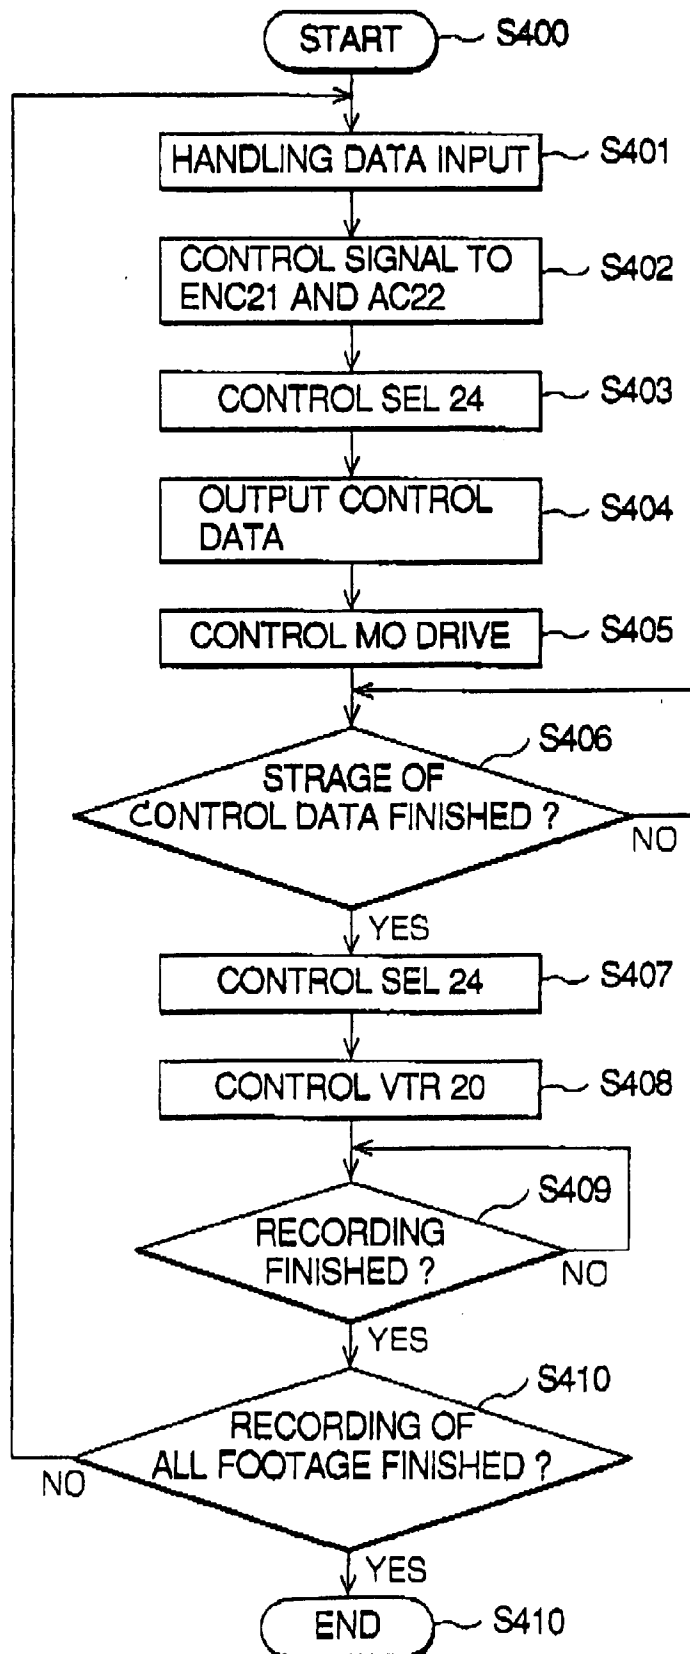 START
S400
HANDLING DATA INPUT
S401
CONTROL SIGNAL TO
ENC21 AND AC22
S402
CONTROL SEL 24
S403
OUTPUT CONTROL
DATA
S404
CONTROL MO DRIVE
S405
S406
STRAGE OF
CONTROL DATA FINISHED ?
NO
YES
CONTROL SEL 24
S407
CONTROL VTR 20
S408
S409
RECORDING
FINISHED ?
NO
YES
S410
RECORDING OF
ALL FOOTAGE FINISHED ?
NO
YES
END
S410